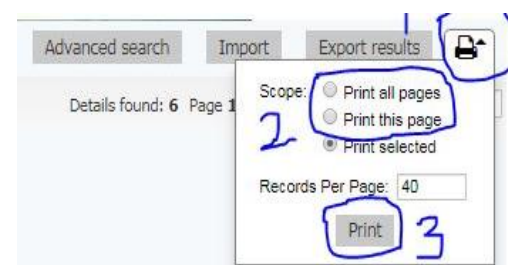 1
Advanced search Import Export results
Details found: 6 Page 1
Scope: Print all pages
Print this page
2
Print selected
Records Per Page: 40
Print 3